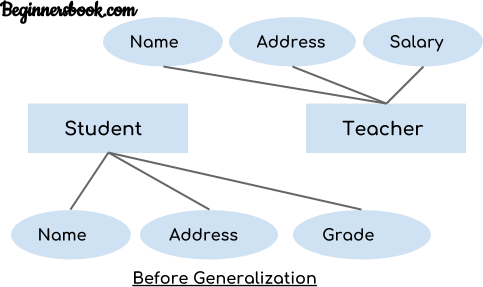 Beginnersbook.com
Name
Address
Salary
Student
Teacher
Name
Address
Grade
Before Generalization